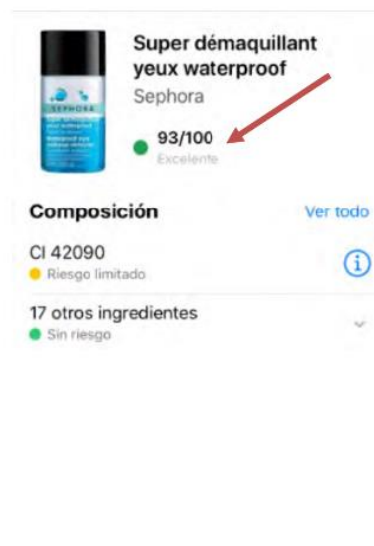 Super démaquillant
yeux waterproof
Sephora
SEPHORA
93/100
Excelente
Composición
Ver todo
CI 42090
Riesgo limitado
17 otros ingredientes
Sin riesgo